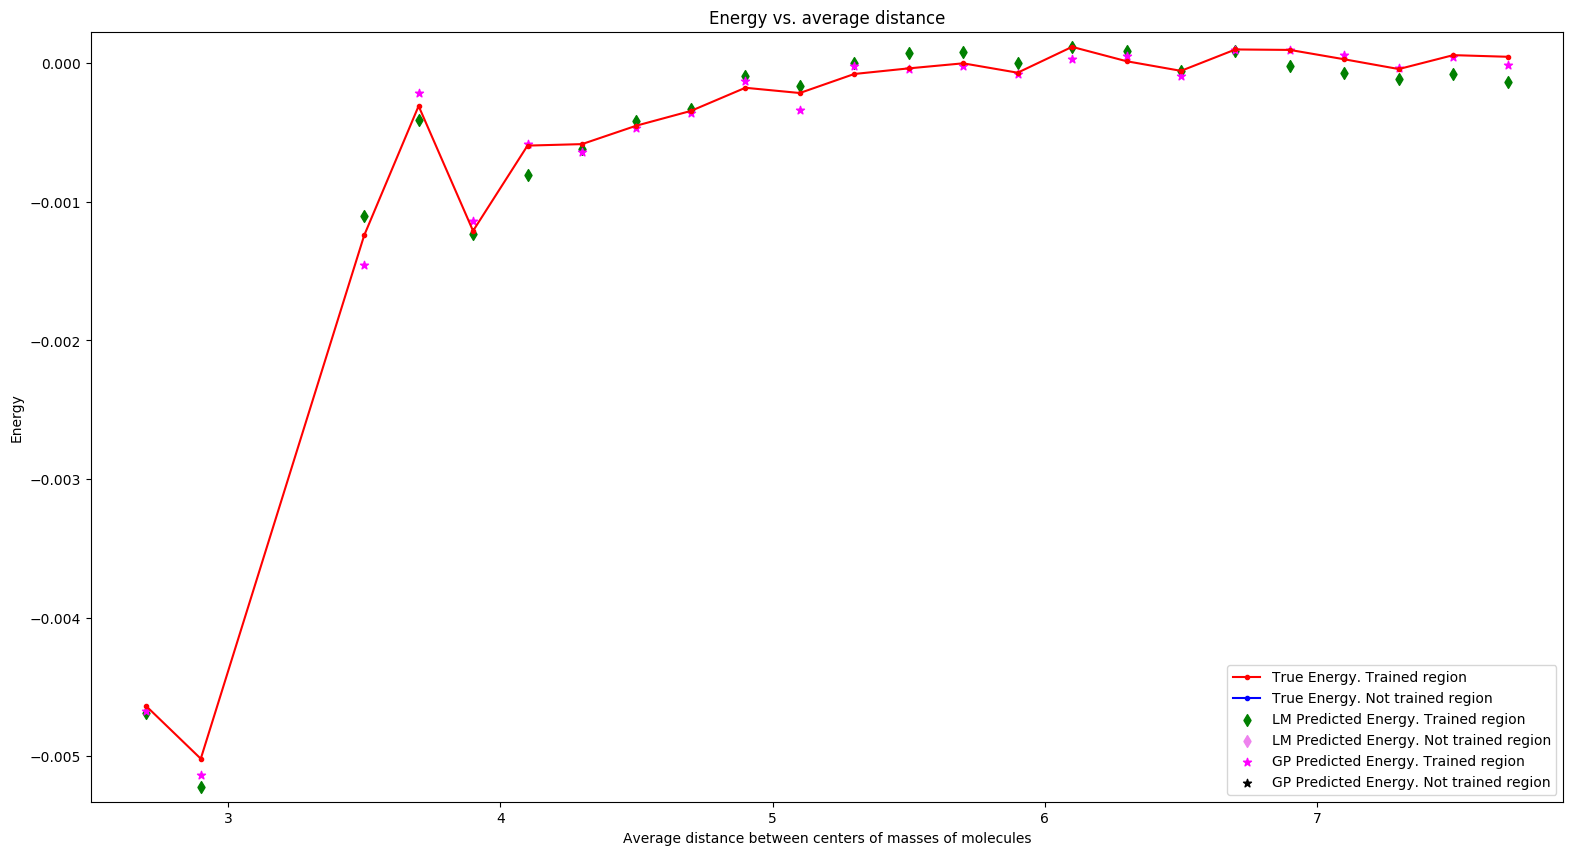 Energy vs. average distance
0.000
−0.001
−0.002
−0.003
−0.004
−0.005
Energy
3
4
5
6
7
Average distance between centers of masses of molecules
True Energy. Trained region
True Energy. Not trained region
LM Predicted Energy. Trained region
LM Predicted Energy. Not trained region
GP Predicted Energy. Trained region
GP Predicted Energy. Not trained region